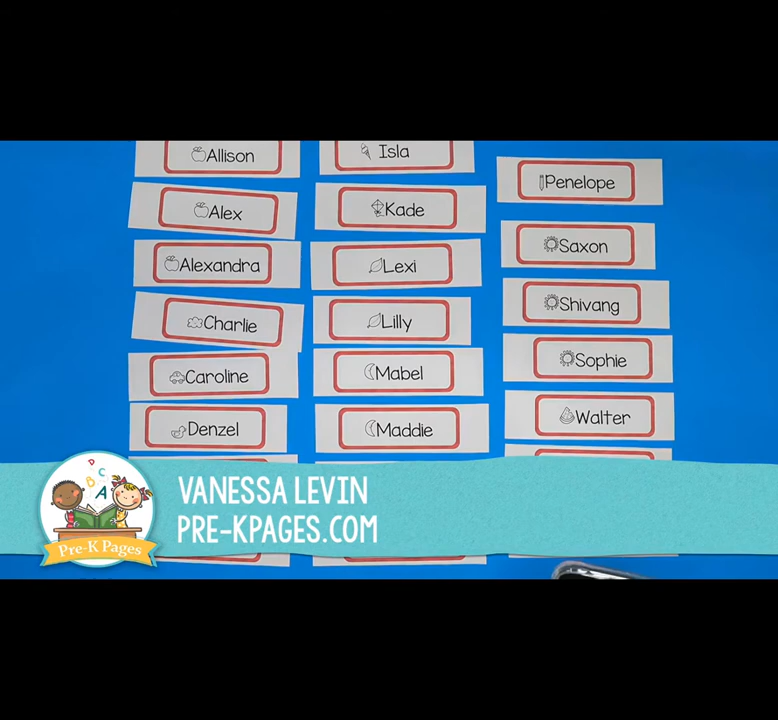 Allison
Alex
Alexandra
Charlie
Caroline
Denzel
Isla
Kade
Lexi
Lilly
Mabel
Maddie
Penelope
Saxon
Shivang
Sophie
Walter
D
B
C
A
Pre-K Pages
VANESSA LEVIN
PRE-KPAGES.COM